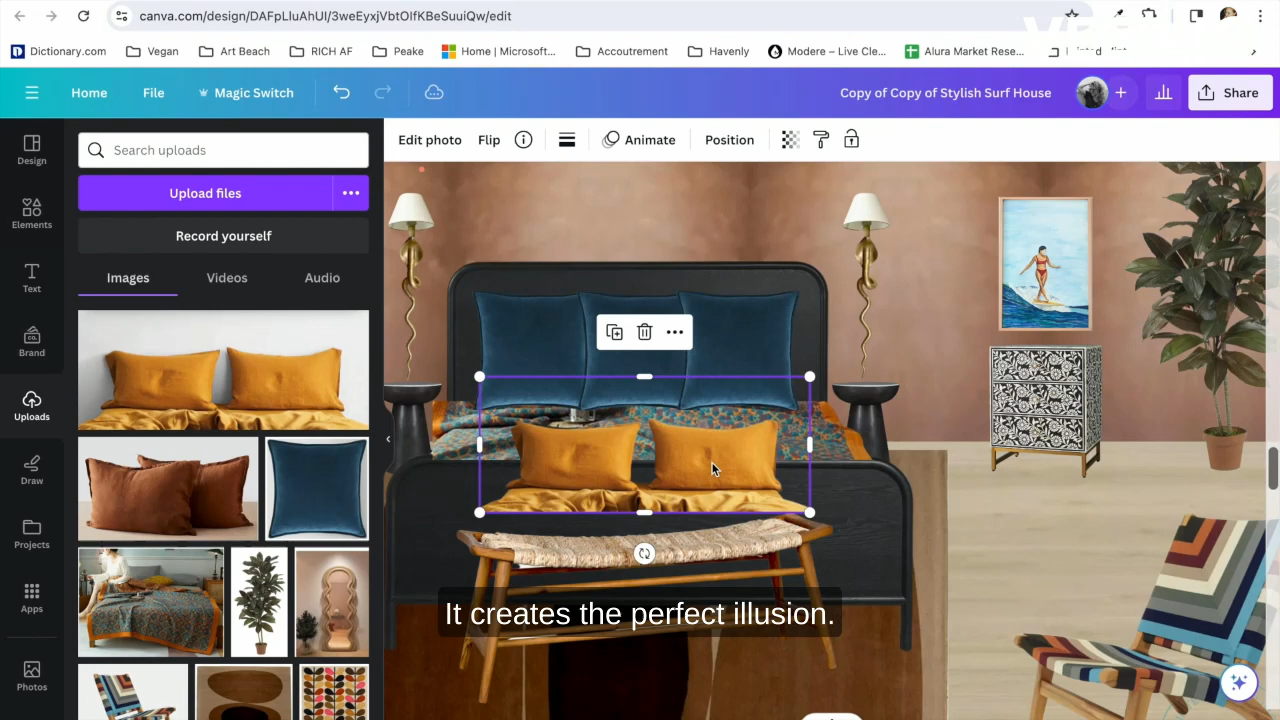 canva.com/design/DAFpLluAhUI/3weEyxjVbtOlfKBeSuuiQw/edit
Dictionary.com Vegan Art Beach RICH AF Peake Home | Microsoft... Accoutrement Havenly Modere – Live Cle... Alura Market Rese...
Home File Magic Switch Copy of Copy of Stylish Surf House Share
Edit photo Flip Animate Position
Design
Elements
Text
Brand
Uploads
Draw
Projects
Apps
Photos
Search uploads
Upload files
Record yourself
Images Videos Audio
It creates the perfect illusion.